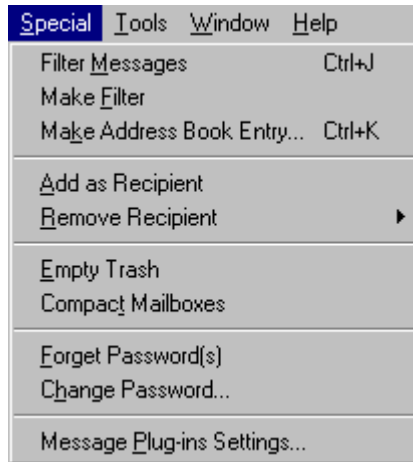 Special Tools Window Help
Filter Messages Ctrl+J
Make Filter
Make Address Book Entry... Ctrl+K
Add as Recipient
Remove Recipient
Empty Trash
Compact Mailboxes
Forget Password(s)
Change Password...
Message Plug-ins Settings...